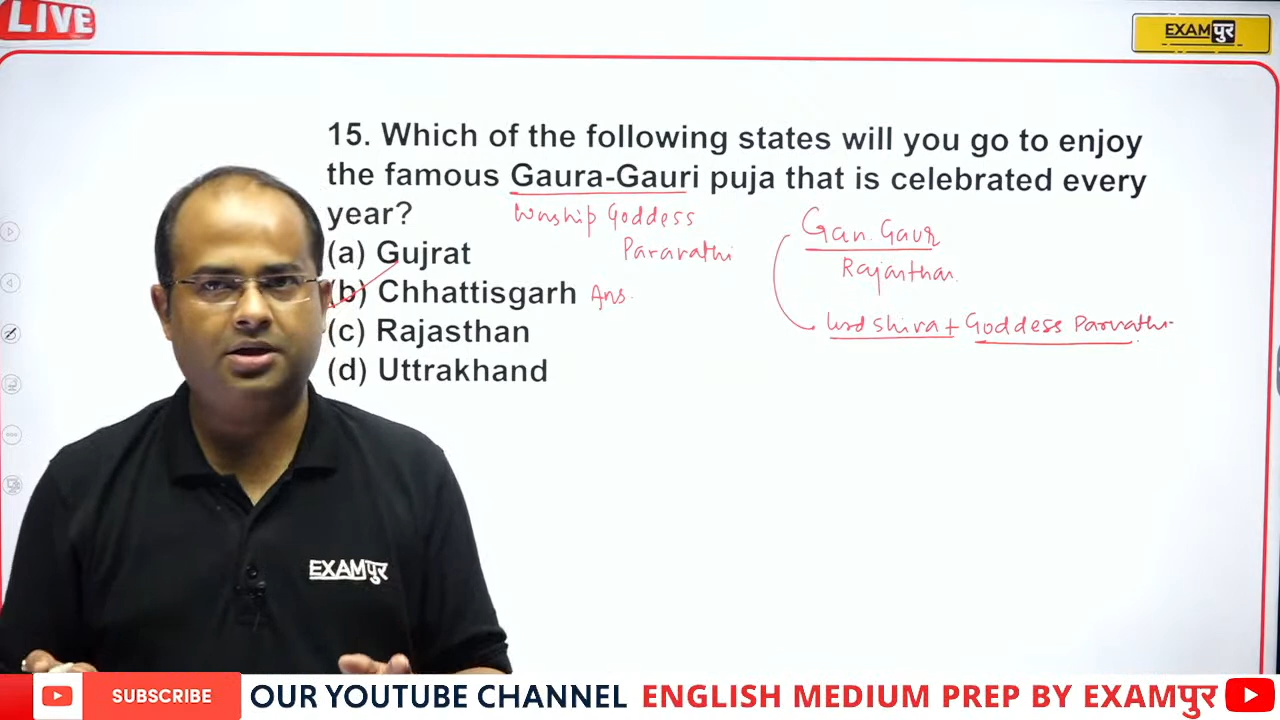 LIVE
EXAMपुर
15. Which of the following states will you go to enjoy
the famous Gaura-Gauri puja that is celebrated every
year?
Worship Goddess
Pararathi
Gan. Gaur
Rajasthan.
Lord Shiva + Goddess Parvathi
(a) Gujrat
(b) Chhattisgarh Ans.
(c) Rajasthan
(d) Uttrakhand
EXAMपुर
SUBSCRIBE
OUR YOUTUBE CHANNEL ENGLISH MEDIUM PREP BY EXAMपुर